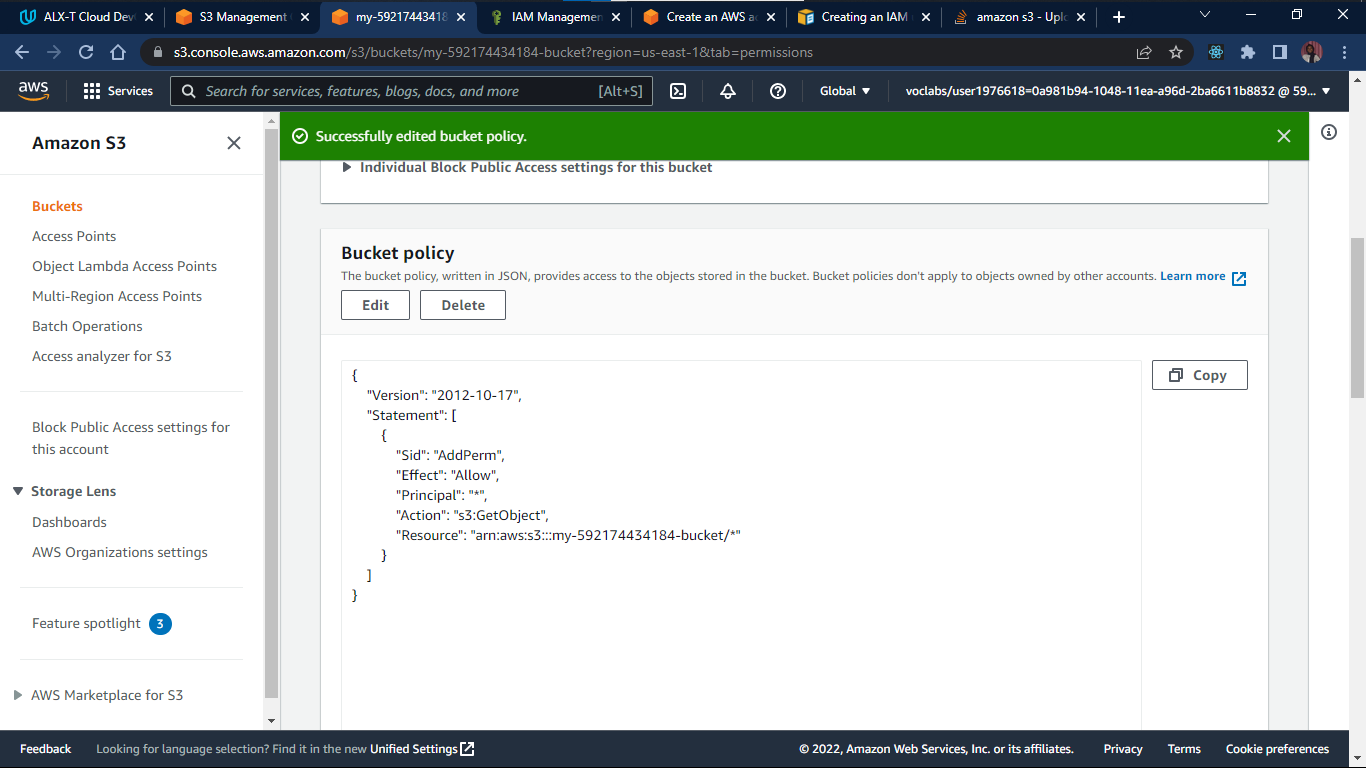 ALX-T Cloud Dev
S3 Management
my-59217443418
IAM Managemen
Create an AWS a
Creating an IAM
amazon s3 - Uplo
s3.console.aws.amazon.com/s3/buckets/my-592174434184-bucket?region=us-east-1&tab=permissions
aws
Services
Search for services, features, blogs, docs, and more
[Alt+S]
Global
voclabs/user1976618=0a981b94-1048-11ea-a96d-2ba6611b8832 @ 59...
Amazon S3
Buckets
Access Points
Object Lambda Access Points
Multi-Region Access Points
Batch Operations
Access analyzer for S3
Block Public Access settings for
this account
Storage Lens
Dashboards
AWS Organizations settings
Feature spotlight 3
AWS Marketplace for S3
Successfully edited bucket policy.
Individual Block Public Access settings for this bucket
Bucket policy
The bucket policy, written in JSON, provides access to the objects stored in the bucket. Bucket policies don't apply to objects owned by other accounts. Learn more
Edit
Delete
Copy
{
"Version": "2012-10-17",
"Statement": [
{
"Sid": "AddPerm",
"Effect": "Allow",
"Principal": "*",
"Action": "s3:GetObject",
"Resource": "arn:aws:s3:::my-592174434184-bucket/*"
}
]
}
Feedback
Looking for language selection? Find it in the new Unified Settings
© 2022, Amazon Web Services, Inc. or its affiliates.
Privacy
Terms
Cookie preferences